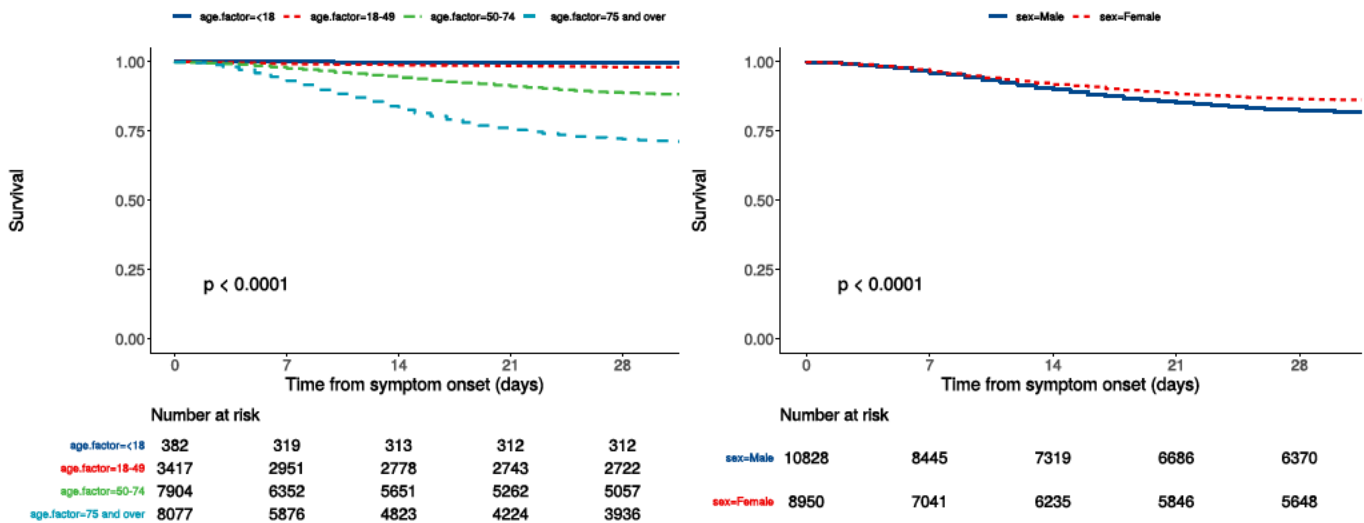 age.factor=<18 age.factor=18-49 age.factor=50-74 age.factor=75 and over
1.00
0.75
0.50
0.25
0.00
Survival
p < 0.0001
0 7 14 21 28
Time from symptom onset (days)
Number at risk
age.factor=<18 382 319 313 312 312
age.factor=18-49 3417 2951 2778 2743 2722
age.factor=50-74 7904 6352 5651 5262 5057
age.factor=75 and over 8077 5876 4823 4224 3936
sex=Male sex=Female
1.00
0.75
0.50
0.25
0.00
Survival
p < 0.0001
0 7 14 21 28
Time from symptom onset (days)
Number at risk
sex=Male 10828 8445 7319 6686 6370
sex=Female 8950 7041 6235 5846 5648